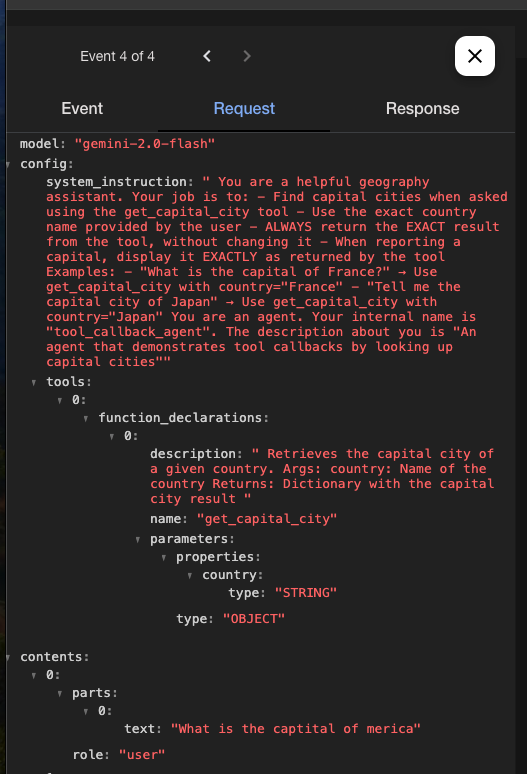 Event 4 of 4
Event Request Response
model: "gemini-2.0-flash"
config:
system_instruction: " You are a helpful geography
assistant. Your job is to: - Find capital cities when asked
using the get_capital_city tool - Use the exact country
name provided by the user - ALWAYS return the EXACT result
from the tool, without changing it - When reporting a
capital, display it EXACTLY as returned by the tool
Examples: - "What is the capital of France?" → Use
get_capital_city with country="France" - "Tell me the
capital city of Japan" → Use get_capital_city with
country="Japan" You are an agent. Your internal name is
"tool_callback_agent". The description about you is "An
agent that demonstrates tool callbacks by looking up
capital cities""
tools:
0:
function_declarations:
0:
description: " Retrieves the capital city of
a given country. Args: country: Name of the
country Returns: Dictionary with the capital
city result "
name: "get_capital_city"
parameters:
properties:
country:
type: "STRING"
type: "OBJECT"
contents:
0:
parts:
0:
text: "What is the captital of merica"
role: "user"